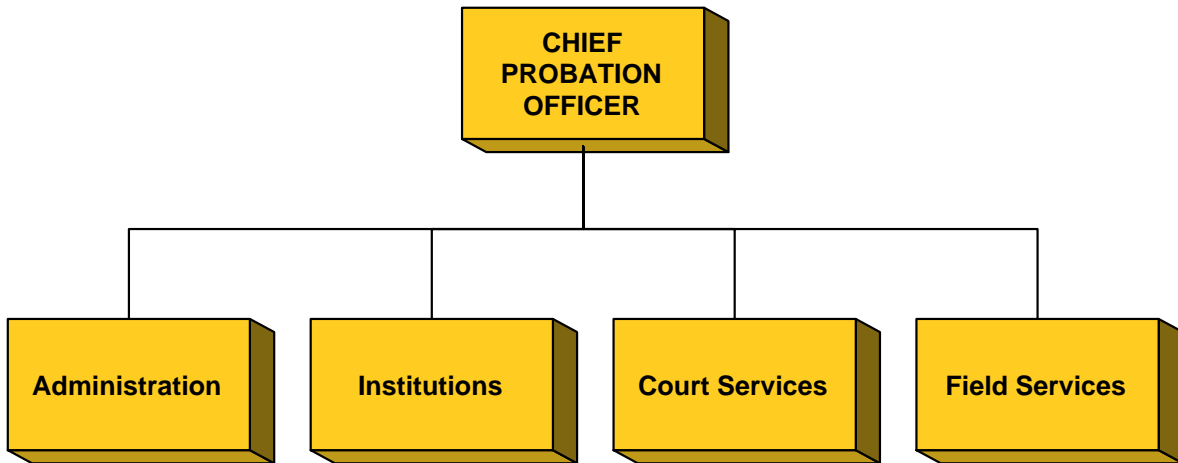 CHIEF
PROBATION
OFFICER
Administration
Institutions
Court Services
Field Services